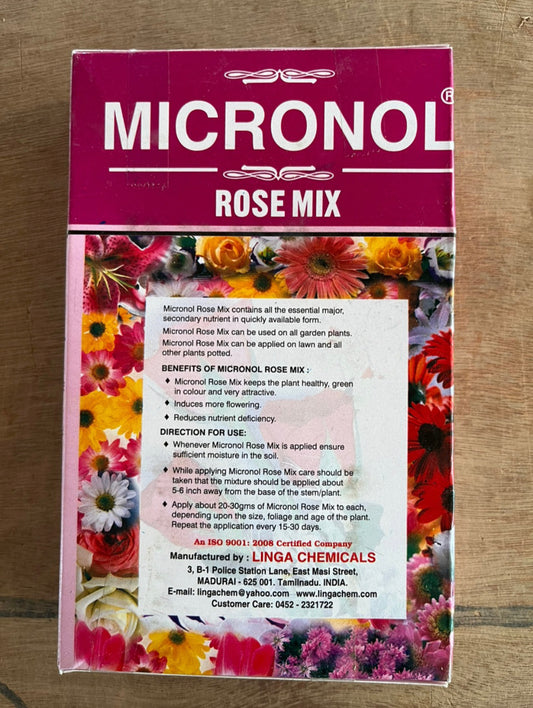 MICRONOL®
ROSE MIX
Micronol Rose Mix contains all the essential major,
secondary nutrient in quickly available form.
Micronol Rose Mix can be used on all garden plants.
Micronol Rose Mix can be applied on lawn and all
other plants potted.
BENEFITS OF MICRONOL ROSE MIX :
♦ Micronol Rose Mix keeps the plant healthy, green
in colour and very attractive.
♦ Induces more flowering.
♦ Reduces nutrient deficiency.
DIRECTION FOR USE:
♦ Whenever Micronol Rose Mix is applied ensure
sufficient moisture in the soil.
♦ While applying Micronol Rose Mix care should be
taken that the mixture should be applied about
5-6 inch away from the base of the stem/plant.
♦ Apply about 20-30gms of Micronol Rose Mix to each,
depending upon the size, foliage and age of the plant.
Repeat the application every 15-30 days.
An ISO 9001: 2008 Certified Company
Manufactured by : LINGA CHEMICALS
3, B-1 Police Station Lane, East Masi Street,
MADURAI - 625 001. Tamilnadu. INDIA.
E-mail: lingachem@yahoo.com www.lingachem.com
Customer Care: 0452 - 2321722